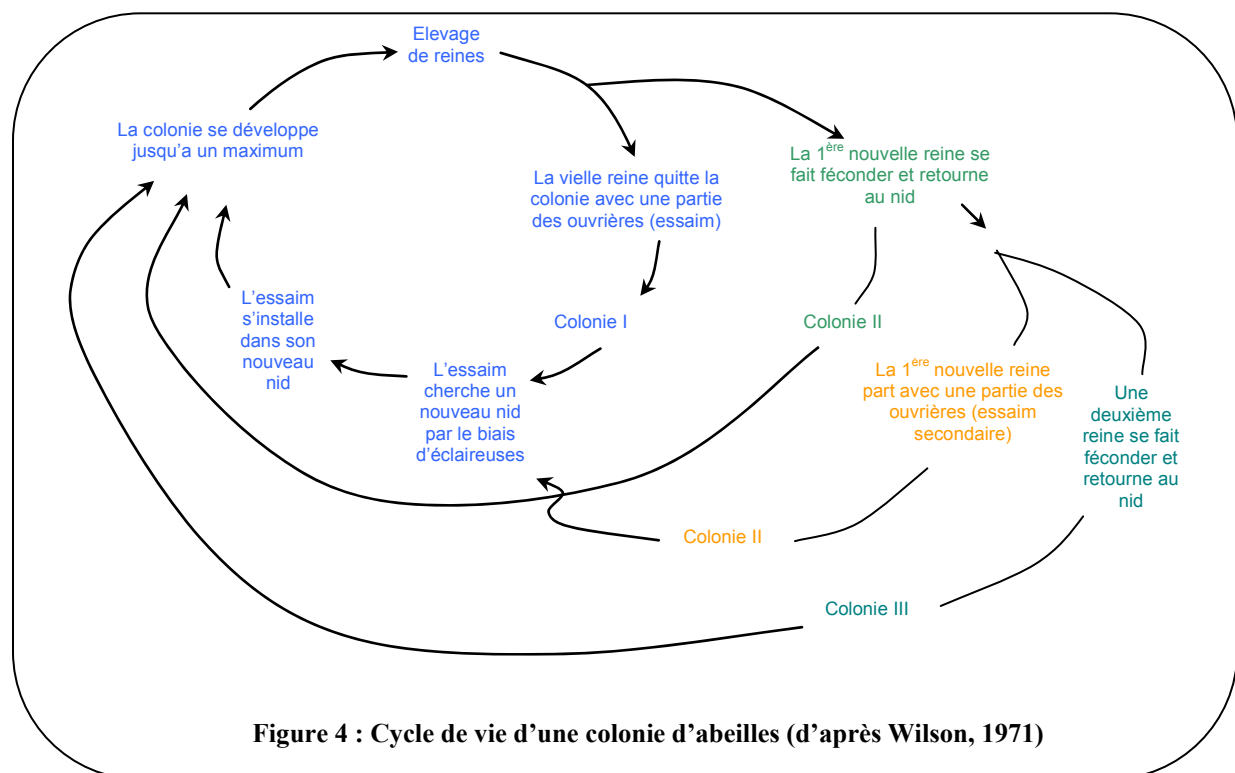 Elevage
de reines
La colonie se développe
jusqu'a un maximum
La 1ère nouvelle reine se
fait féconder et retourne
au nid
La vielle reine quitte la
colonie avec une partie
des ouvrières (essaim)
L'essaim
s'installe
dans son
nouveau
nid
Colonie I
Colonie II
L'essaim
cherche un
nouveau nid
par le biais
d'éclaireuses
La 1ère nouvelle reine
part avec une partie des
ouvrières (essaim
secondaire)
Une
deuxième
reine se fait
féconder et
retourne au
nid
Colonie II
Colonie III
Figure 4 : Cycle de vie d'une colonie d'abeilles (d'après Wilson, 1971)